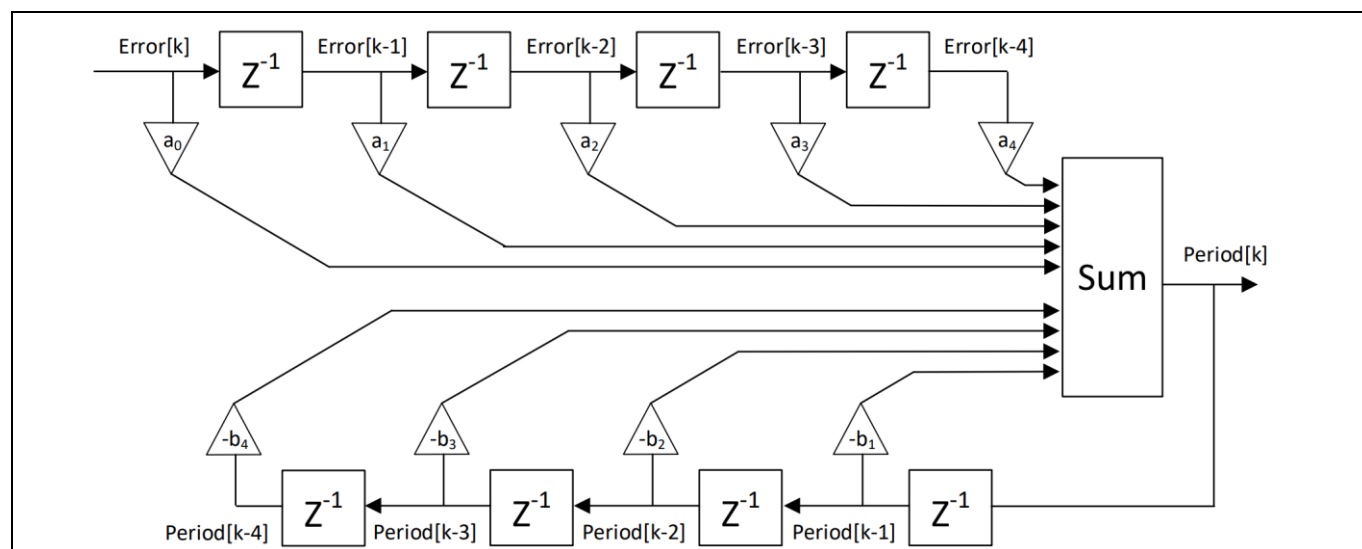 Error[k] Error[k-1] Error[k-2] Error[k-3] Error[k-4]
Z⁻¹ Z⁻¹ Z⁻¹ Z⁻¹
a₀ a₁ a₂ a₃ a₄
Period[k]
Sum
-b₄ -b₃ -b₂ -b₁
Z⁻¹ Z⁻¹ Z⁻¹ Z⁻¹
Period[k-4] Period[k-3] Period[k-2] Period[k-1]